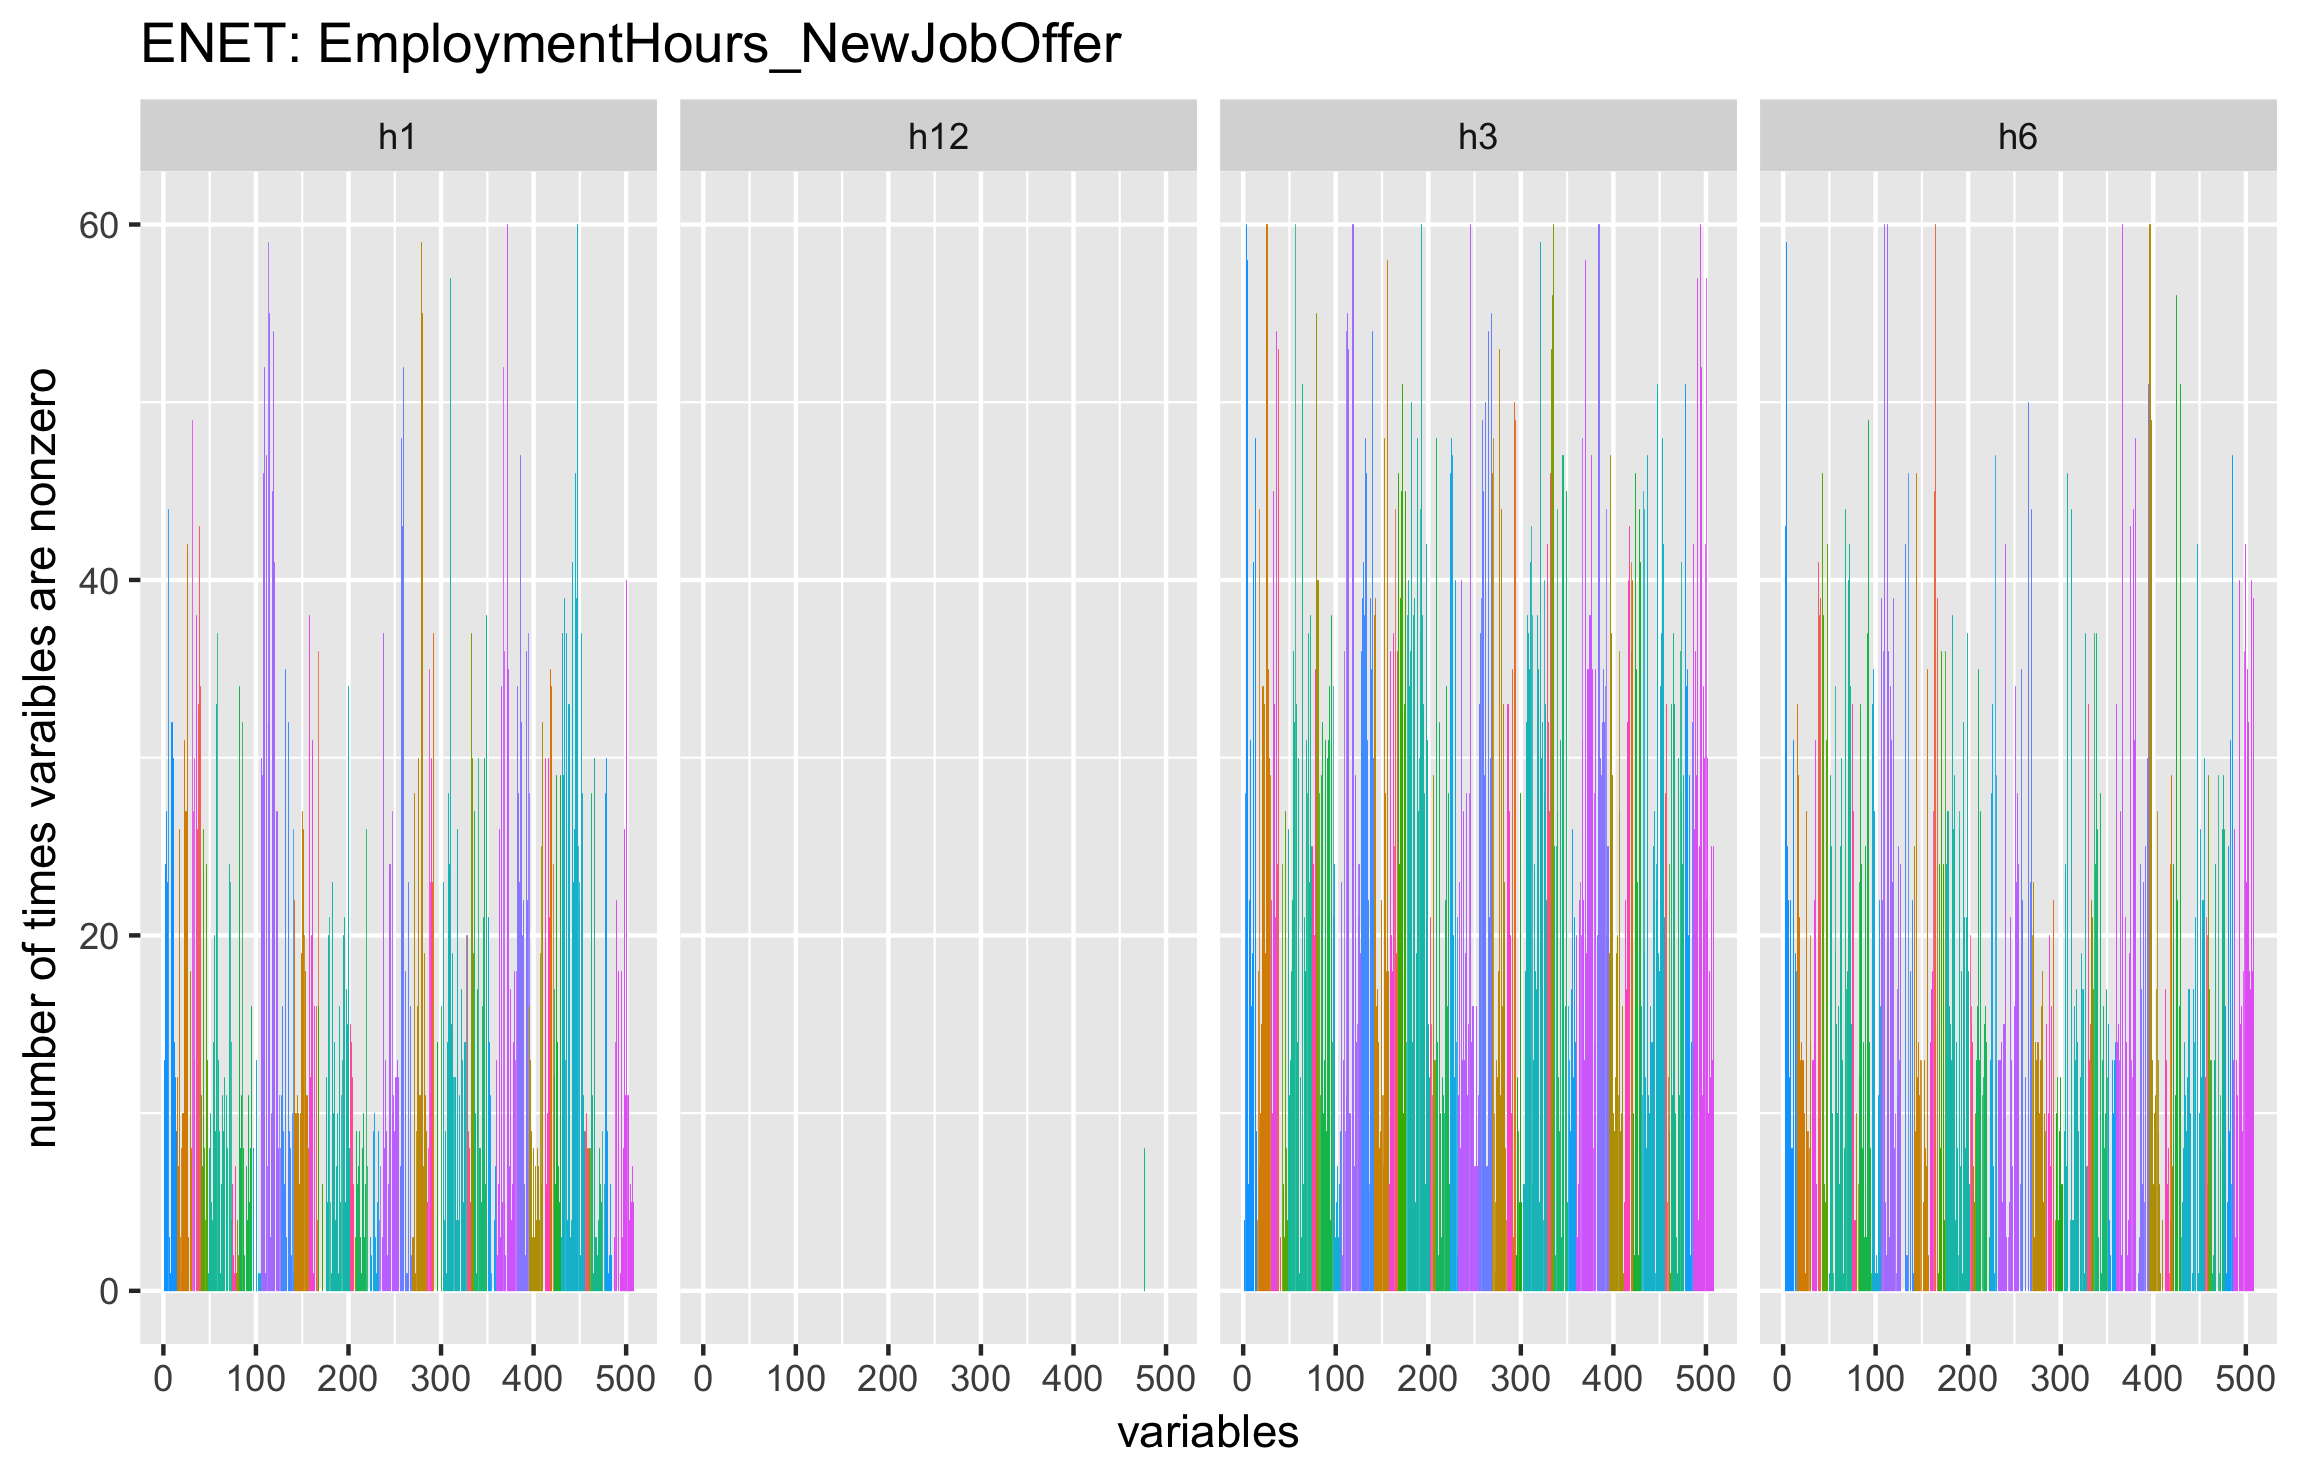 ENET: EmploymentHours_NewJobOffer
h1 h12 h3 h6
number of times varaibles are nonzero
60
40
20
0
0 100 200 300 400 500 0 100 200 300 400 500 0 100 200 300 400 500 0 100 200 300 400 500
variables